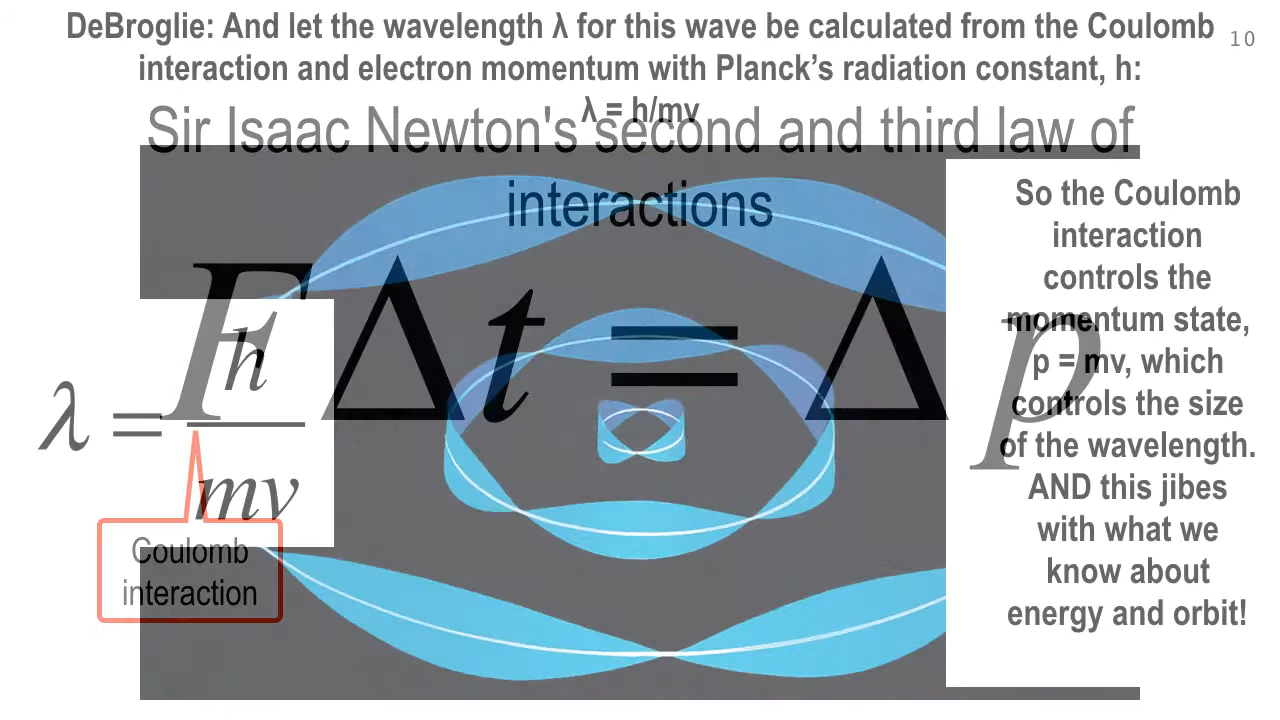 DeBroglie: And let the wavelength λ for this wave be calculated from the Coulomb
interaction and electron momentum with Planck’s radiation constant, h:
λ = h/mv
10
Sir Isaac Newton's second and third law of
interactions
FΔt = Δp
λ = h/mv
Coulomb
interaction
So the Coulomb
interaction
controls the
momentum state,
p = mv, which
controls the size
of the wavelength.
AND this jibes
with what we
know about
energy and orbit!